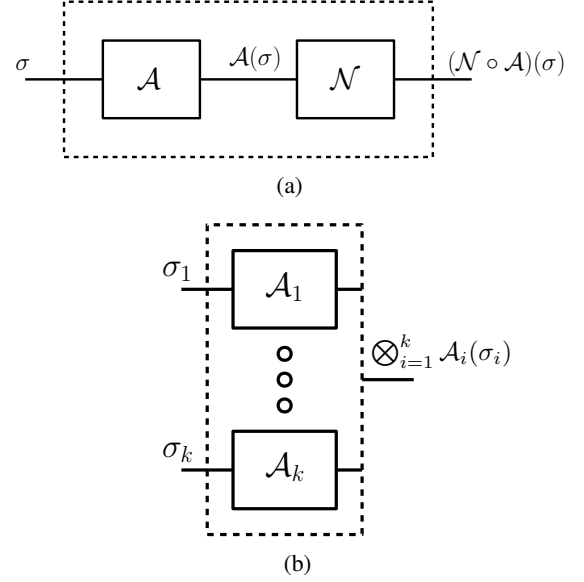 σ 𝒜 𝒜(σ) 𝒩 (𝒩 ∘ 𝒜)(σ)
(a)
σ₁ 𝒜₁
⨂ᵢ₌₁ᵏ 𝒜ᵢ(σᵢ)
σₖ 𝒜ₖ
(b)